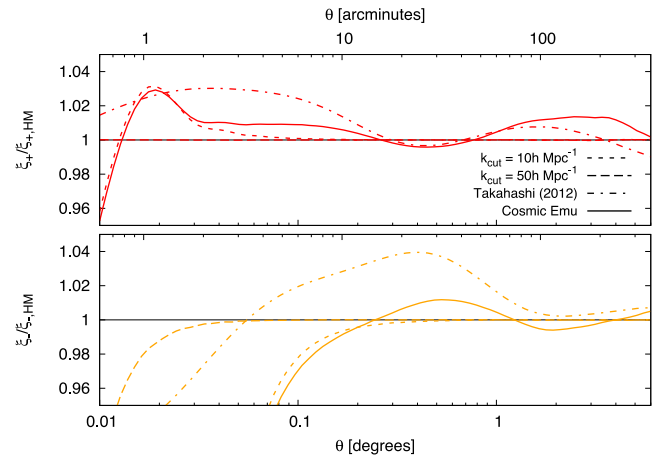 θ [arcminutes]
1 10 100
1.04
1.02
1
0.98
0.96
ξ+/ξ+,HM
kcut = 10h Mpc-1
kcut = 50h Mpc-1
Takahashi (2012)
Cosmic Emu
1.04
1.02
1
0.98
0.96
ξ-/ξ-,HM
0.01 0.1 1
θ [degrees]